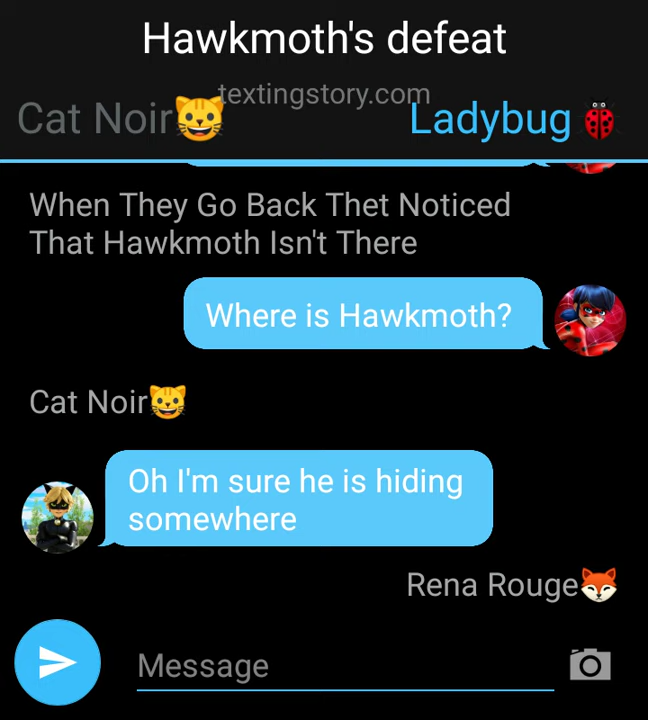 Hawkmoth's defeat
textingstory.com
Cat Noir😺 Ladybug🐞
When They Go Back Thet Noticed
That Hawkmoth Isn't There
Where is Hawkmoth?
Cat Noir😺
Oh I'm sure he is hiding
somewhere
Rena Rouge🦊
Message